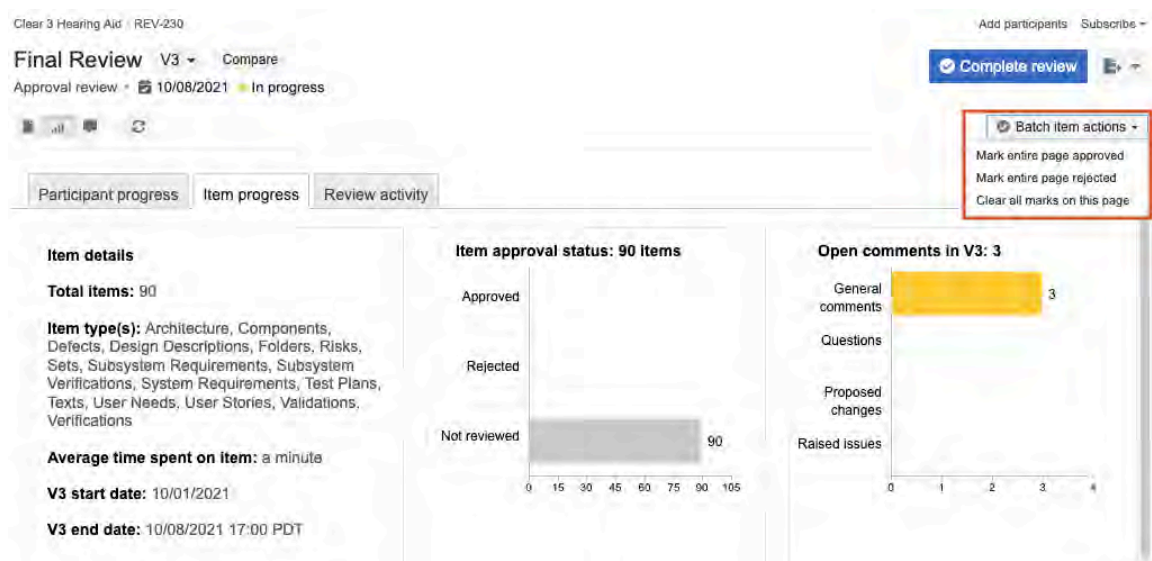 Clear 3 Hearing Aid / REV-230
Add participants Subscribe
Final Review V3 Compare
Complete review
Approval review • 10/08/2021 In progress
Batch item actions
Mark entire page approved
Mark entire page rejected
Clear all marks on this page
Participant progress Item progress Review activity
Item details
Total items: 90
Item type(s): Architecture, Components,
Defects, Design Descriptions, Folders, Risks,
Sets, Subsystem Requirements, Subsystem
Verifications, System Requirements, Test Plans,
Texts, User Needs, User Stories, Validations,
Verifications
Average time spent on item: a minute
V3 start date: 10/01/2021
V3 end date: 10/08/2021 17:00 PDT
Item approval status: 90 items
Approved
Rejected
Not reviewed 90
0 15 30 45 60 75 90 105
Open comments in V3: 3
General
comments 3
Questions
Proposed
changes
Raised issues
0 1 2 3 4